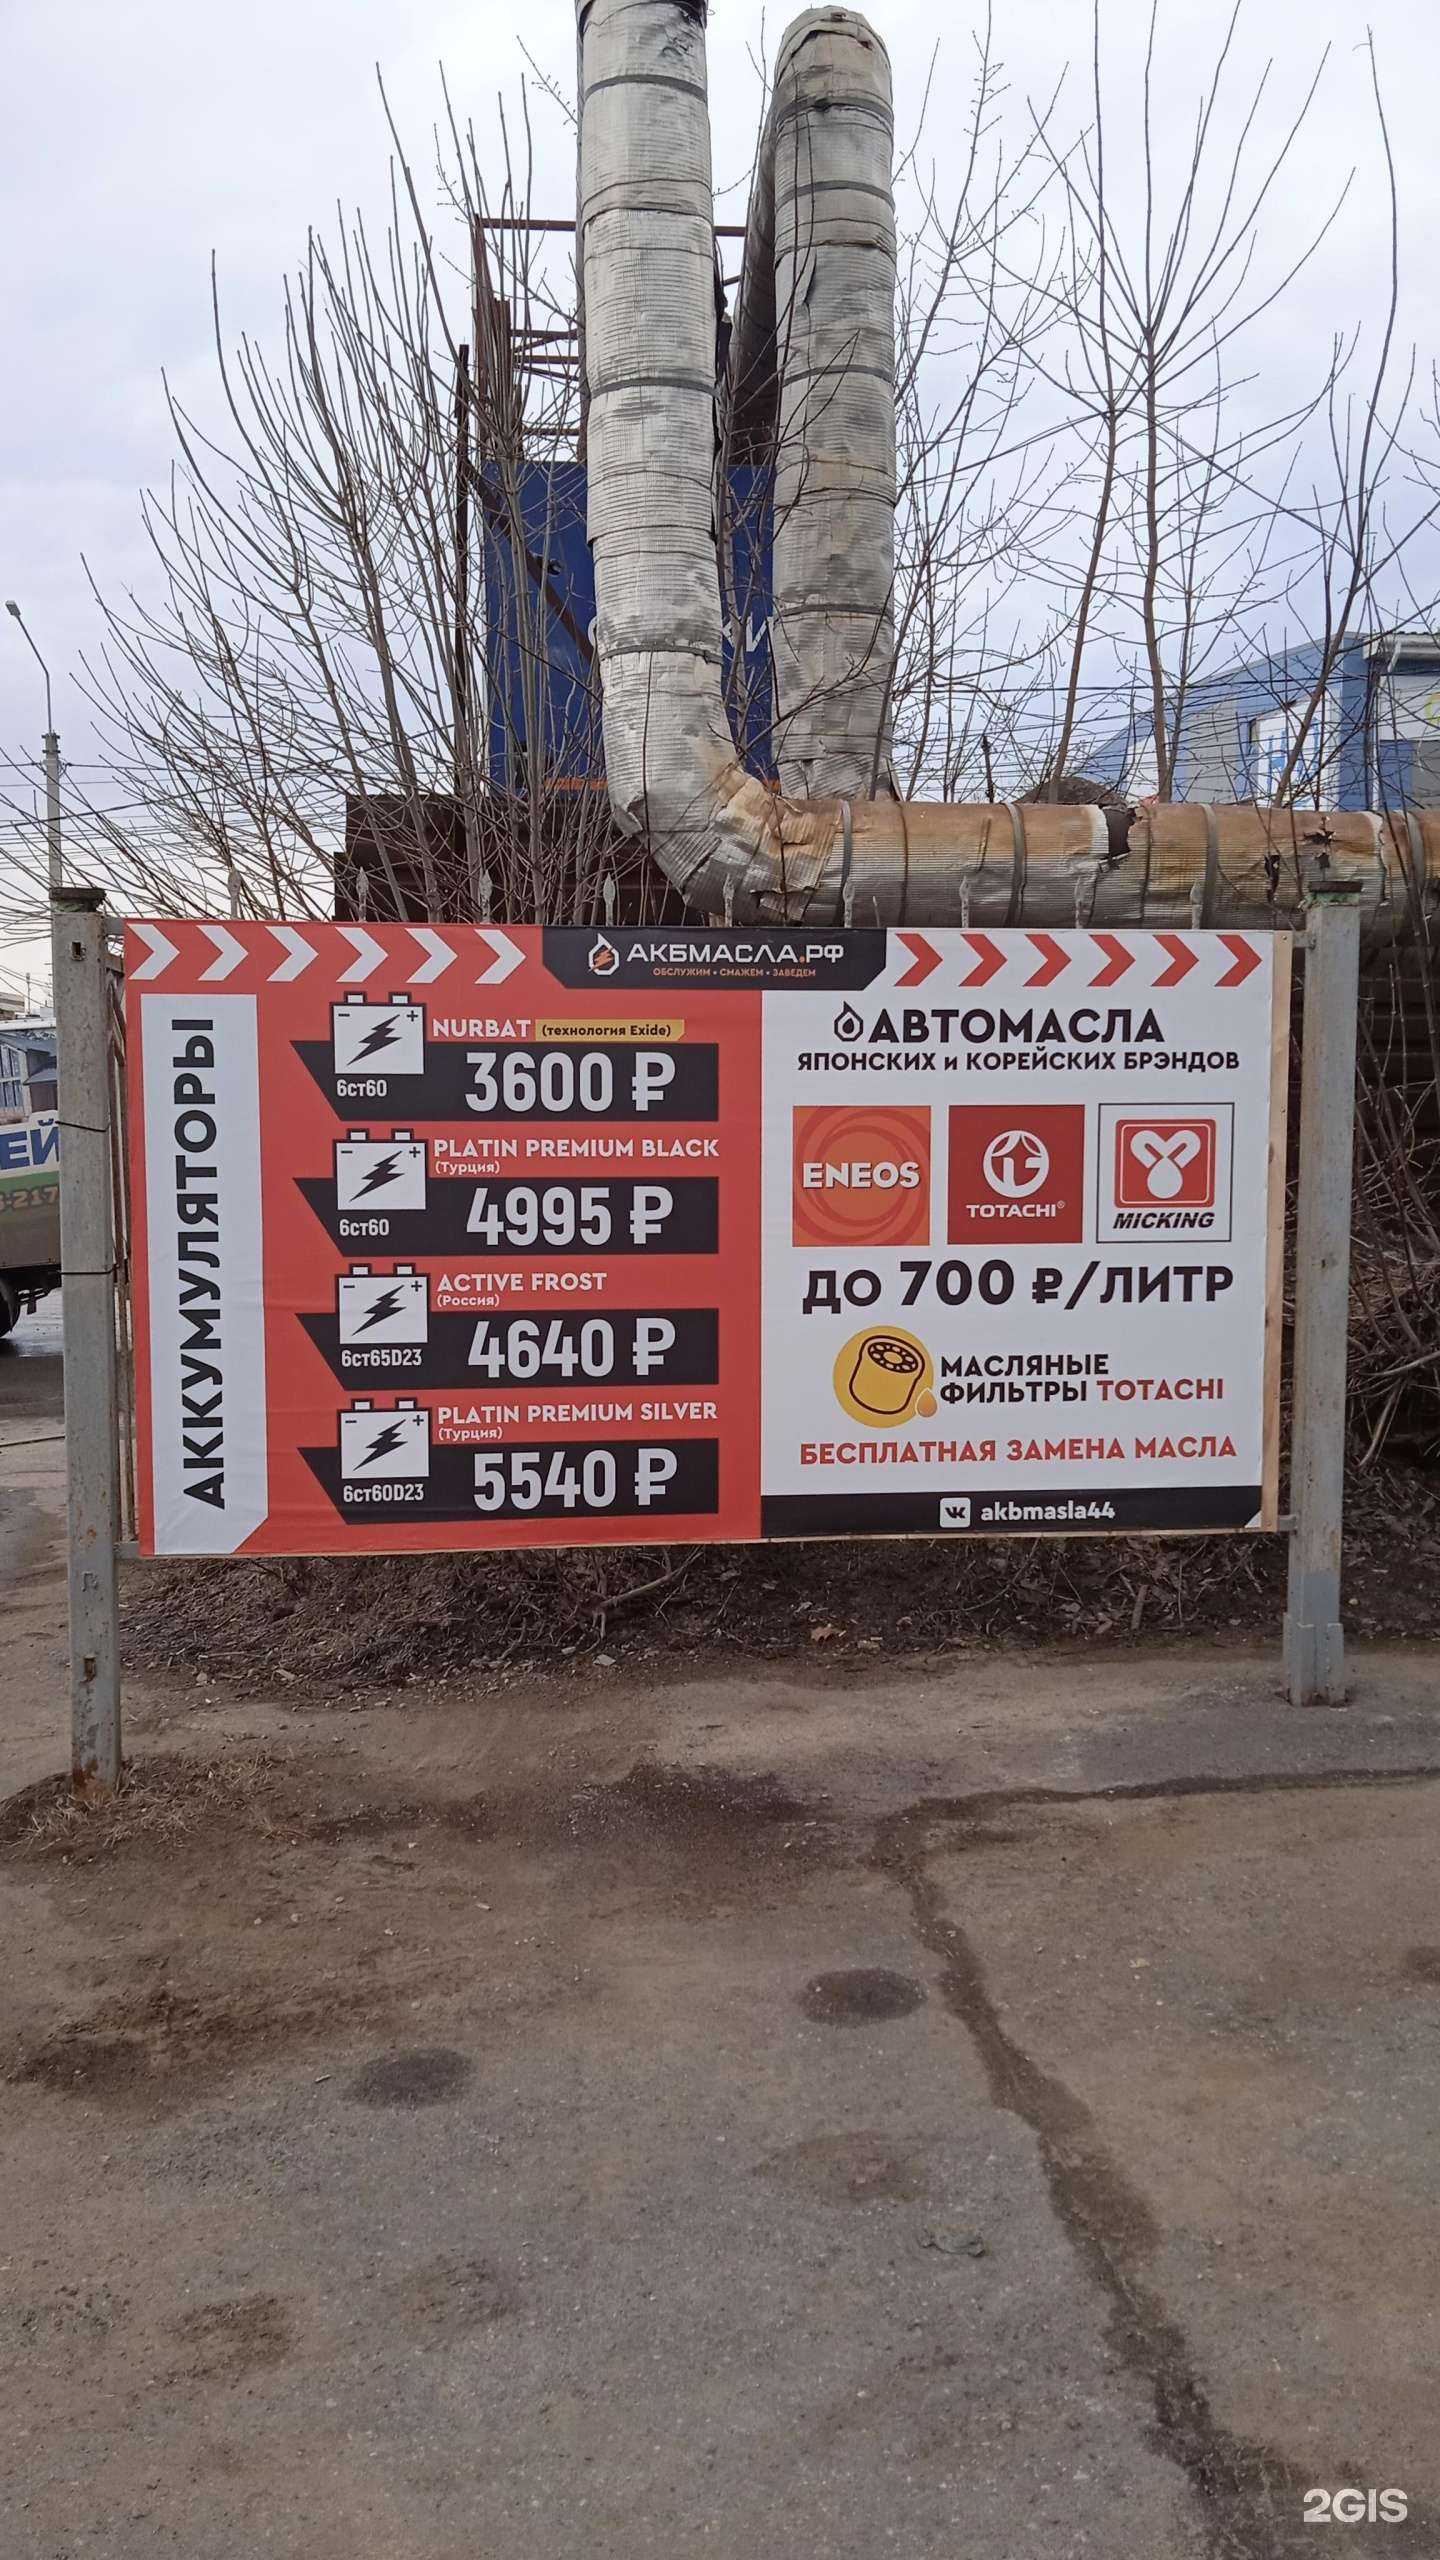 АКБМАСЛА.РФ
ОБСЛУЖИМ • СМАЖЕМ • ЗАВЕДЕМ
АККУМУЛЯТОРЫ
NURBAT (технология Exide)
6ст60
3600 ₽
PLATIN PREMIUM BLACK
(Турция)
6ст60
4995 ₽
ACTIVE FROST
(Россия)
6ст65D23
4640 ₽
PLATIN PREMIUM SILVER
(Турция)
6ст60D23
5540 ₽
АВТОМАСЛА
ЯПОНСКИХ и КОРЕЙСКИХ БРЭНДОВ
ENEOS
TOTACHI®
MICKING
ДО 700 ₽/ЛИТР
МАСЛЯНЫЕ
ФИЛЬТРЫ TOTACHI
БЕСПЛАТНАЯ ЗАМЕНА МАСЛА
akbmasla44
2GIS